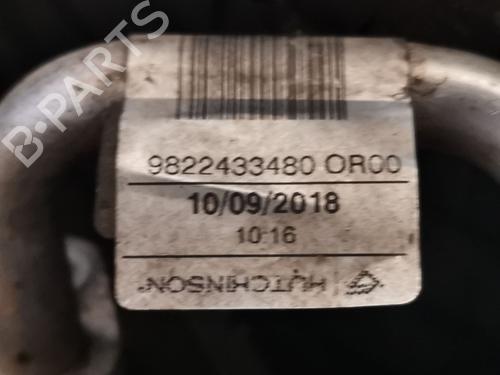 9822433480 OR00
10/09/2018
10:16
HUTCHINSON
B-PARTS